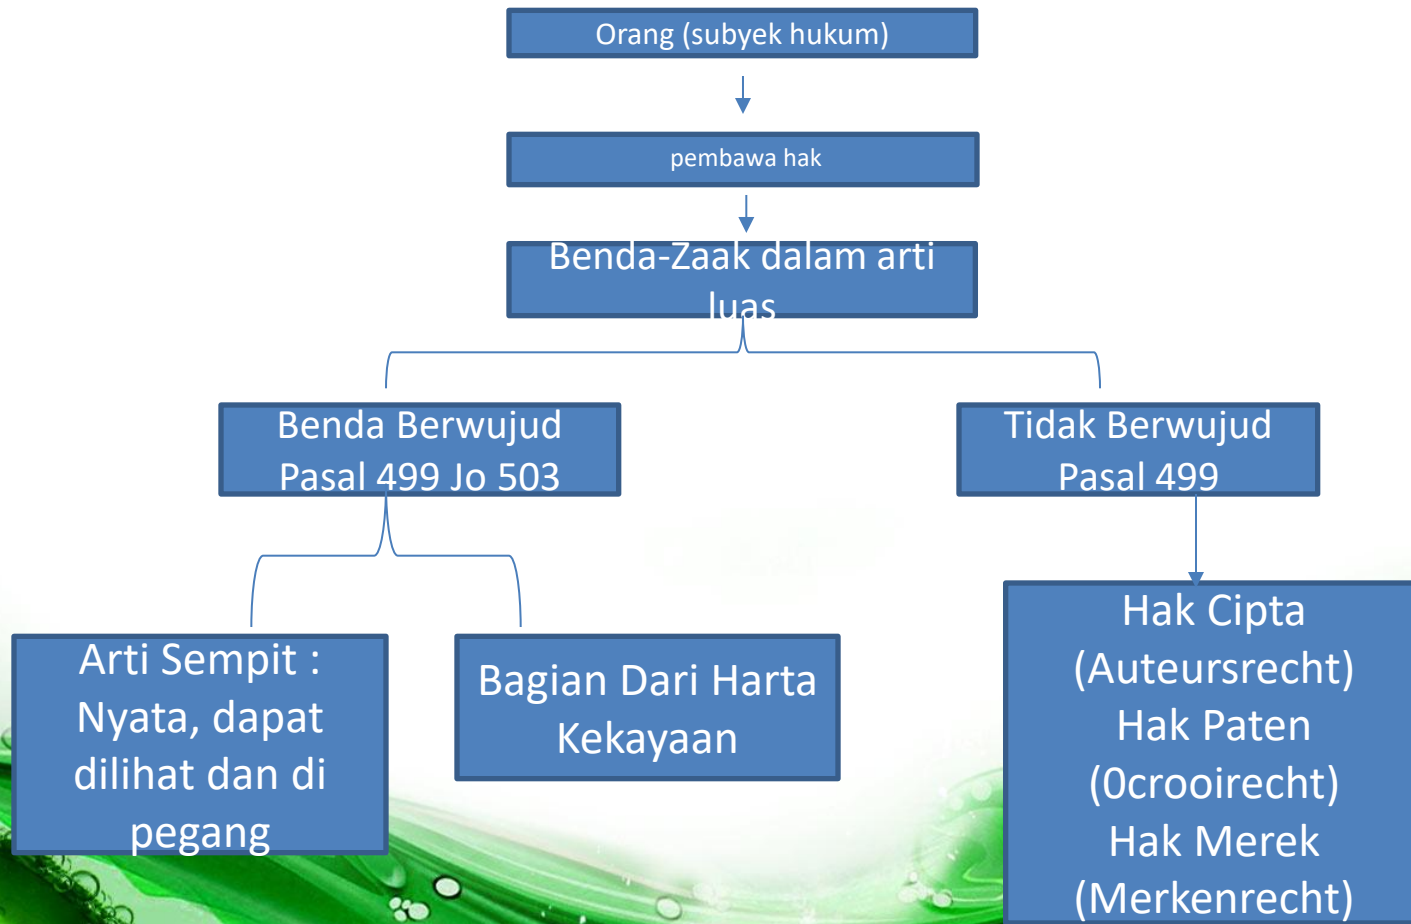 Orang (subyek hukum)
pembawa hak
Benda-Zaak dalam arti
luas
Benda Berwujud
Pasal 499 Jo 503
Tidak Berwujud
Pasal 499
Arti Sempit :
Nyata, dapat
dilihat dan di
pegang
Bagian Dari Harta
Kekayaan
Hak Cipta
(Auteursrecht)
Hak Paten
(0crooirecht)
Hak Merek
(Merkenrecht)